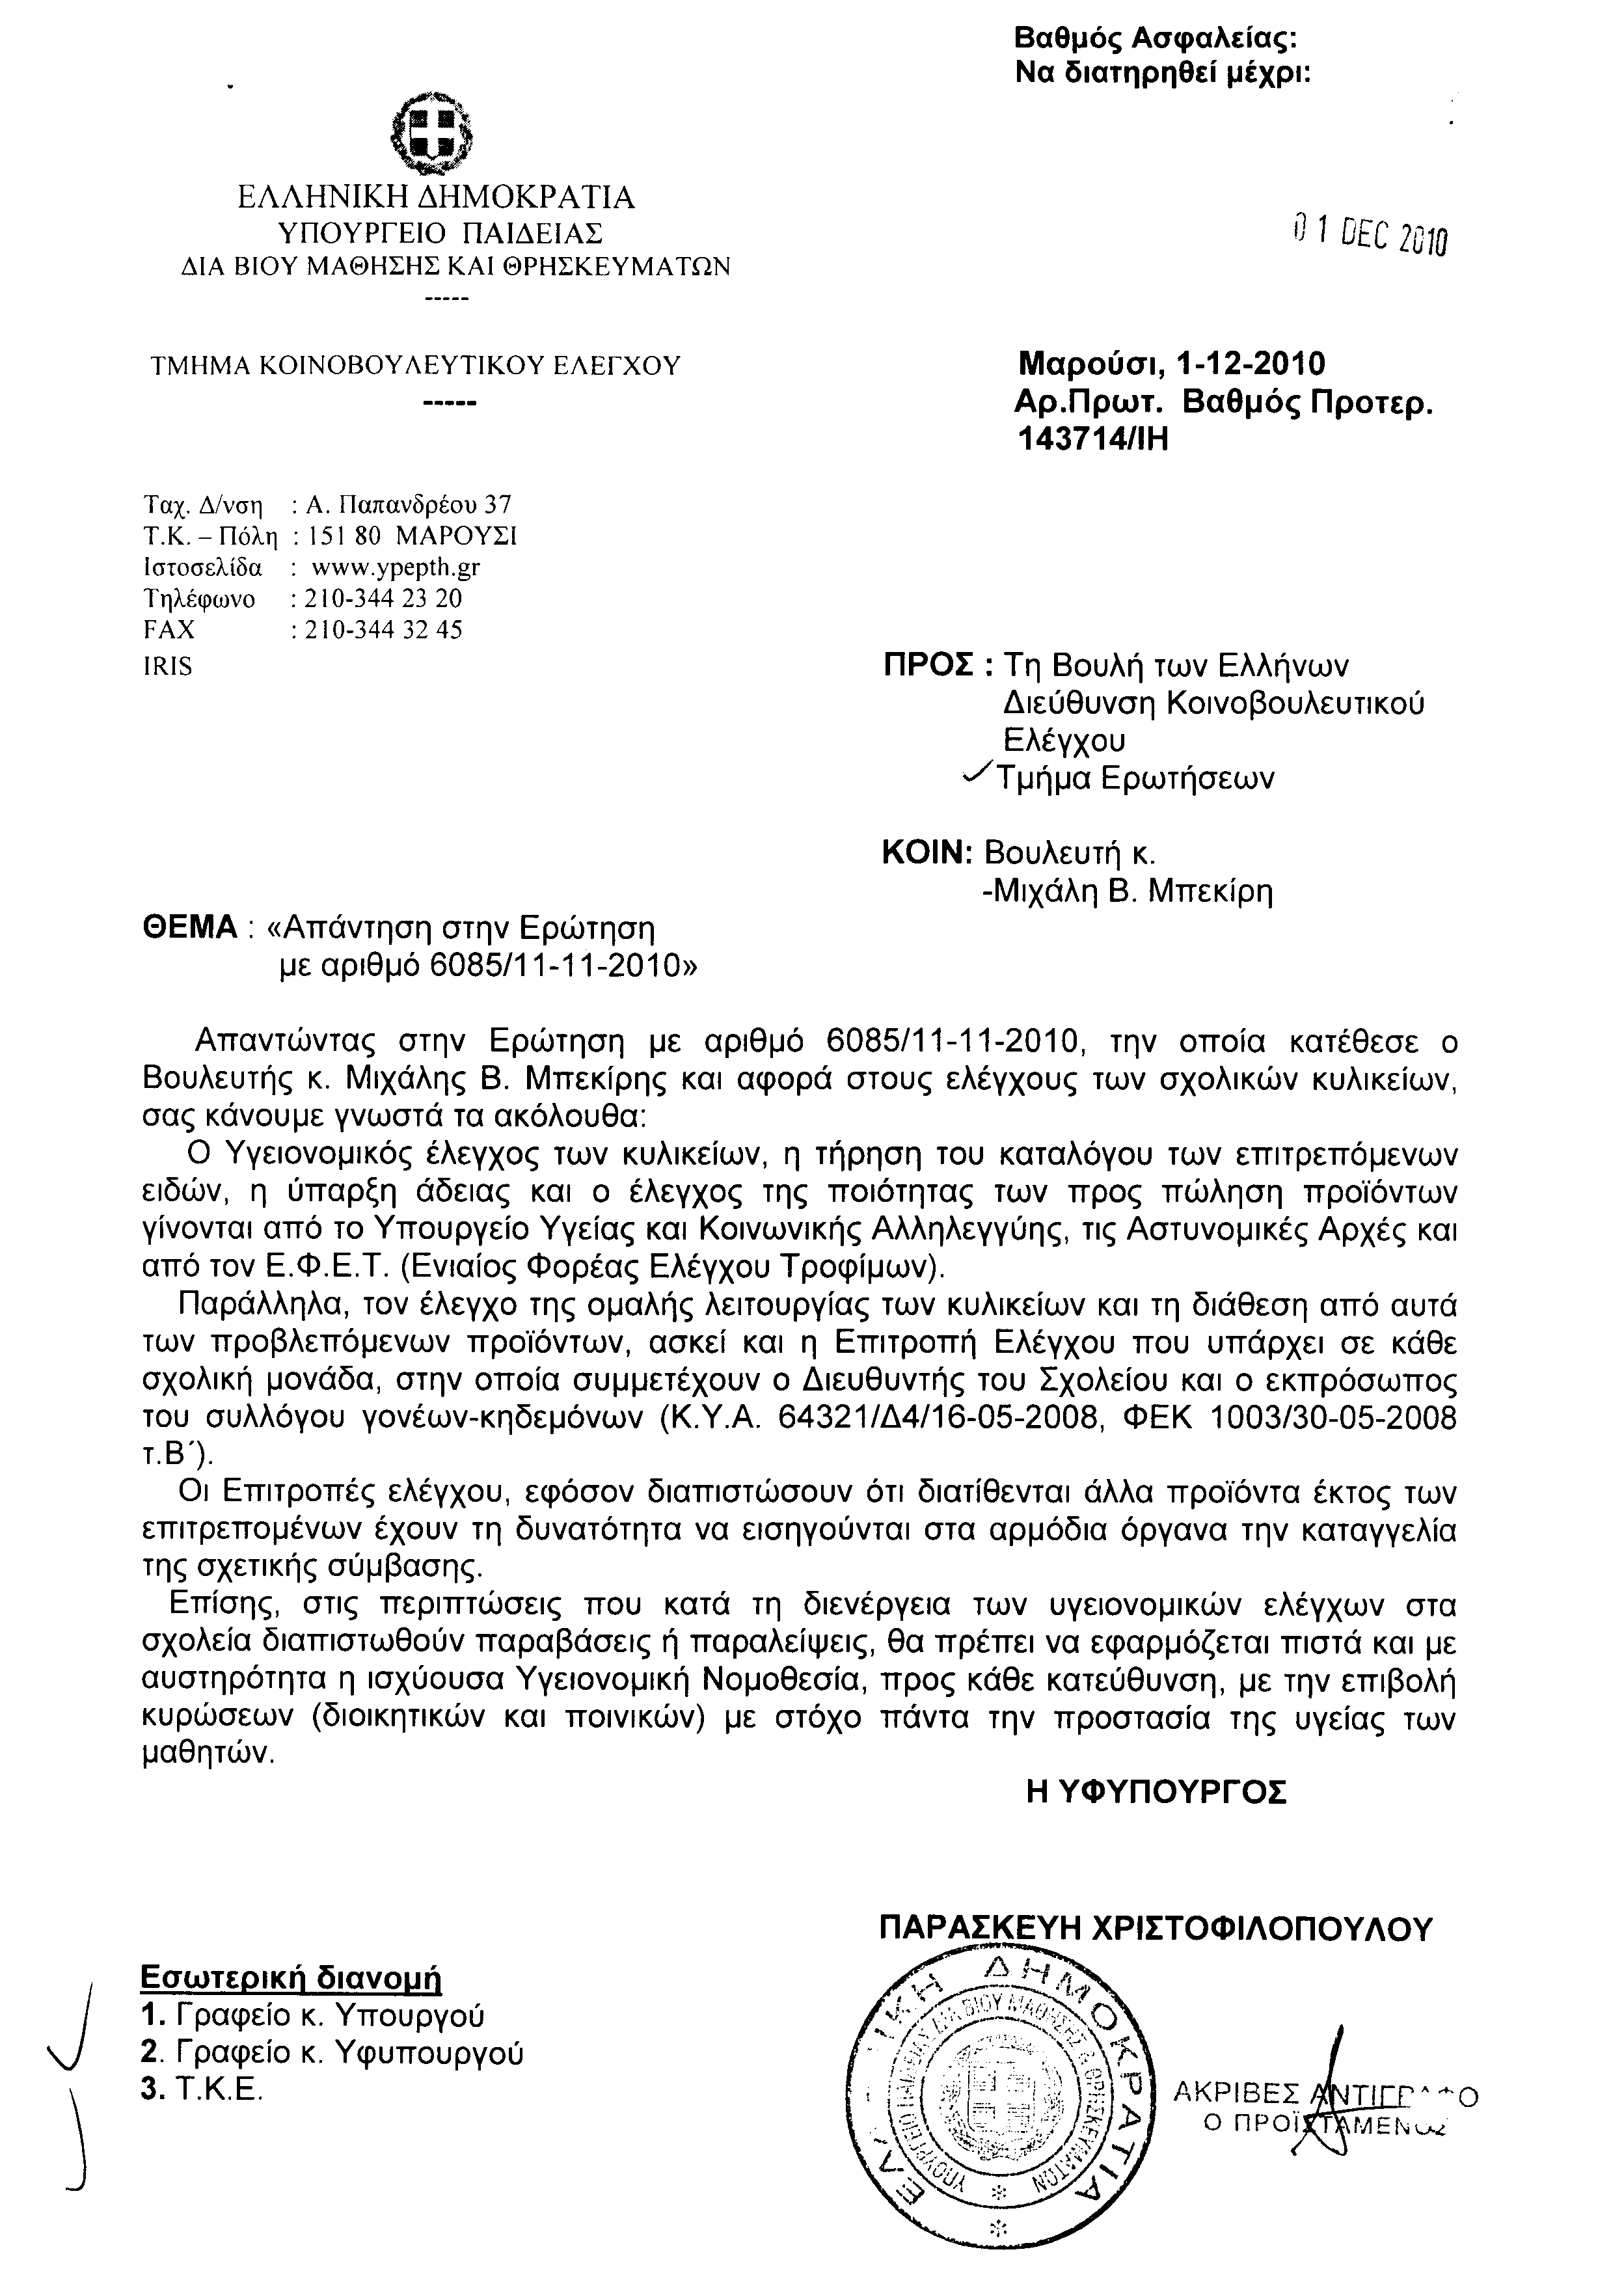 Βαθμός Ασφαλείας:
Να διατηρηθεί μέχρι:
ΕΛΛΗΝΙΚΗ ΔΗΜΟΚΡΑΤΙΑ
ΥΠΟΥΡΓΕΙΟ ΠΑΙΔΕΙΑΣ
ΔΙΑ ΒΙΟΥ ΜΑΘΗΣΗΣ ΚΑΙ ΘΡΗΣΚΕΥΜΑΤΩΝ
-----
01 DEC 2010
ΤΜΗΜΑ ΚΟΙΝΟΒΟΥΛΕΥΤΙΚΟΥ ΕΛΕΓΧΟΥ
-----
Μαρούσι, 1-12-2010
Αρ.Πρωτ. Βαθμός Προτερ.
143714/ΙΗ
Ταχ. Δ/νση : Α. Παπανδρέου 37
Τ.Κ. – Πόλη : 151 80 ΜΑΡΟΥΣΙ
Ιστοσελίδα : www.ypepth.gr
Τηλέφωνο : 210-344 23 20
FAX : 210-344 32 45
IRIS
ΠΡΟΣ : Τη Βουλή των Ελλήνων
Διεύθυνση Κοινοβουλευτικού
Ελέγχου
Τμήμα Ερωτήσεων
ΚΟΙΝ: Βουλευτή κ.
-Μιχάλη Β. Μπεκίρη
ΘΕΜΑ : «Απάντηση στην Ερώτηση
με αριθμό 6085/11-11-2010»
Απαντώντας στην Ερώτηση με αριθμό 6085/11-11-2010, την οποία κατέθεσε ο
Βουλευτής κ. Μιχάλης Β. Μπεκίρης και αφορά στους ελέγχους των σχολικών κυλικείων,
σας κάνουμε γνωστά τα ακόλουθα:
Ο Υγειονομικός έλεγχος των κυλικείων, η τήρηση του καταλόγου των επιτρεπόμενων
ειδών, η ύπαρξη άδειας και ο έλεγχος της ποιότητας των προς πώληση προϊόντων
γίνονται από το Υπουργείο Υγείας και Κοινωνικής Αλληλεγγύης, τις Αστυνομικές Αρχές και
από τον Ε.Φ.Ε.Τ. (Ενιαίος Φορέας Ελέγχου Τροφίμων).
Παράλληλα, τον έλεγχο της ομαλής λειτουργίας των κυλικείων και τη διάθεση από αυτά
των προβλεπόμενων προϊόντων, ασκεί και η Επιτροπή Ελέγχου που υπάρχει σε κάθε
σχολική μονάδα, στην οποία συμμετέχουν ο Διευθυντής του Σχολείου και ο εκπρόσωπος
του συλλόγου γονέων-κηδεμόνων (Κ.Υ.Α. 64321/Δ4/16-05-2008, ΦΕΚ 1003/30-05-2008
τ.Β΄).
Οι Επιτροπές ελέγχου, εφόσον διαπιστώσουν ότι διατίθενται άλλα προϊόντα έκτος των
επιτρεπομένων έχουν τη δυνατότητα να εισηγούνται στα αρμόδια όργανα την καταγγελία
της σχετικής σύμβασης.
Επίσης, στις περιπτώσεις που κατά τη διενέργεια των υγειονομικών ελέγχων στα
σχολεία διαπιστωθούν παραβάσεις ή παραλείψεις, θα πρέπει να εφαρμόζεται πιστά και με
αυστηρότητα η ισχύουσα Υγειονομική Νομοθεσία, προς κάθε κατεύθυνση, με την επιβολή
κυρώσεων (διοικητικών και ποινικών) με στόχο πάντα την προστασία της υγείας των
μαθητών.
Η ΥΦΥΠΟΥΡΓΟΣ
ΠΑΡΑΣΚΕΥΗ ΧΡΙΣΤΟΦΙΛΟΠΟΥΛΟΥ
Εσωτερική διανομή
1. Γραφείο κ. Υπουργού
2. Γραφείο κ. Υφυπουργού
3. Τ.Κ.Ε.
ΔΗΜΟΚΡΑΤΙΑ
ΥΠΟΥΡΓΕΙΟ ΠΑΙΔΕΙΑΣ ΔΙΑ ΒΙΟΥ ΜΑΘΗΣΗΣ & ΘΡΗΣΚΕΥΜΑΤΩΝ
ΑΚΡΙΒΕΣ
Ο ΠΡΟΪΣΤΑΜΕΝΟΣ